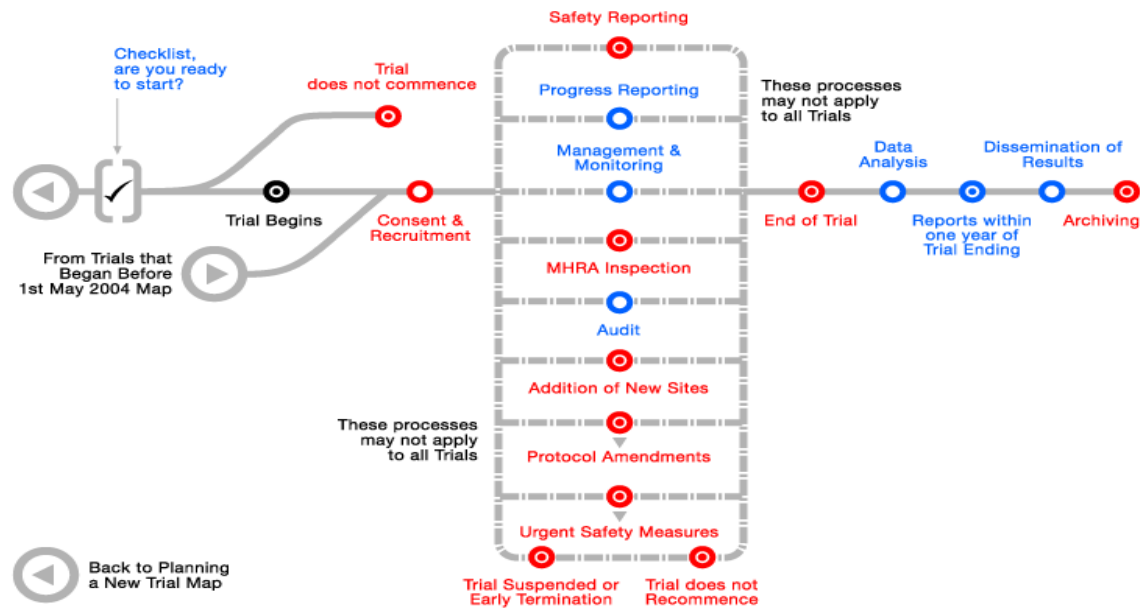 Safety Reporting
Checklist,
are you ready
to start?
Trial
does not commence
Progress Reporting
These processes
may not apply
to all Trials
Management &
Monitoring
Data
Analysis
Dissemination of
Results
Trial Begins
Consent &
Recruitment
End of Trial
Reports within
one year of
Trial Ending
Archiving
From Trials that
Began Before
1st May 2004 Map
MHRA Inspection
Audit
Addition of New Sites
These processes
may not apply
to all Trials
Protocol Amendments
Urgent Safety Measures
Back to Planning
a New Trial Map
Trial Suspended or
Early Termination
Trial does not
Recommence